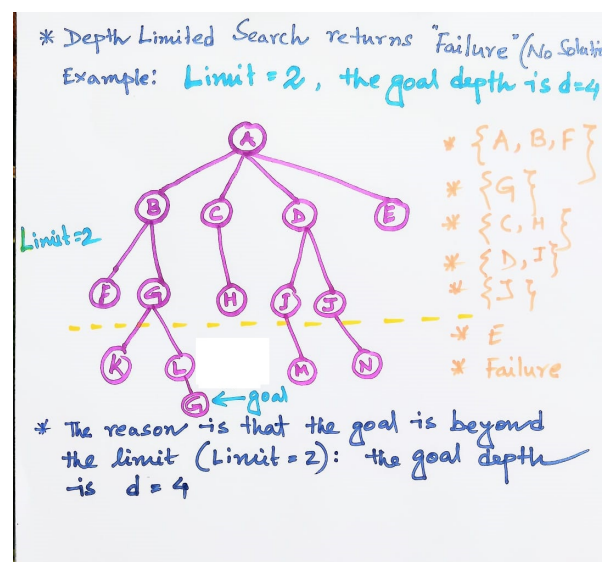 * Depth Limited Search returns "Failure" (No
Example: Limit = 2, the goal depth is d=4
A
* {A, B, F}
* {G}
B C D E
* {C, H}
Limit=2
* {D, I}
F G H I J
* {J}
* E
K L M N
* Failure
G ← goal
* The reason is that the goal is beyond
the limit (Limit = 2): the goal depth
is d = 4